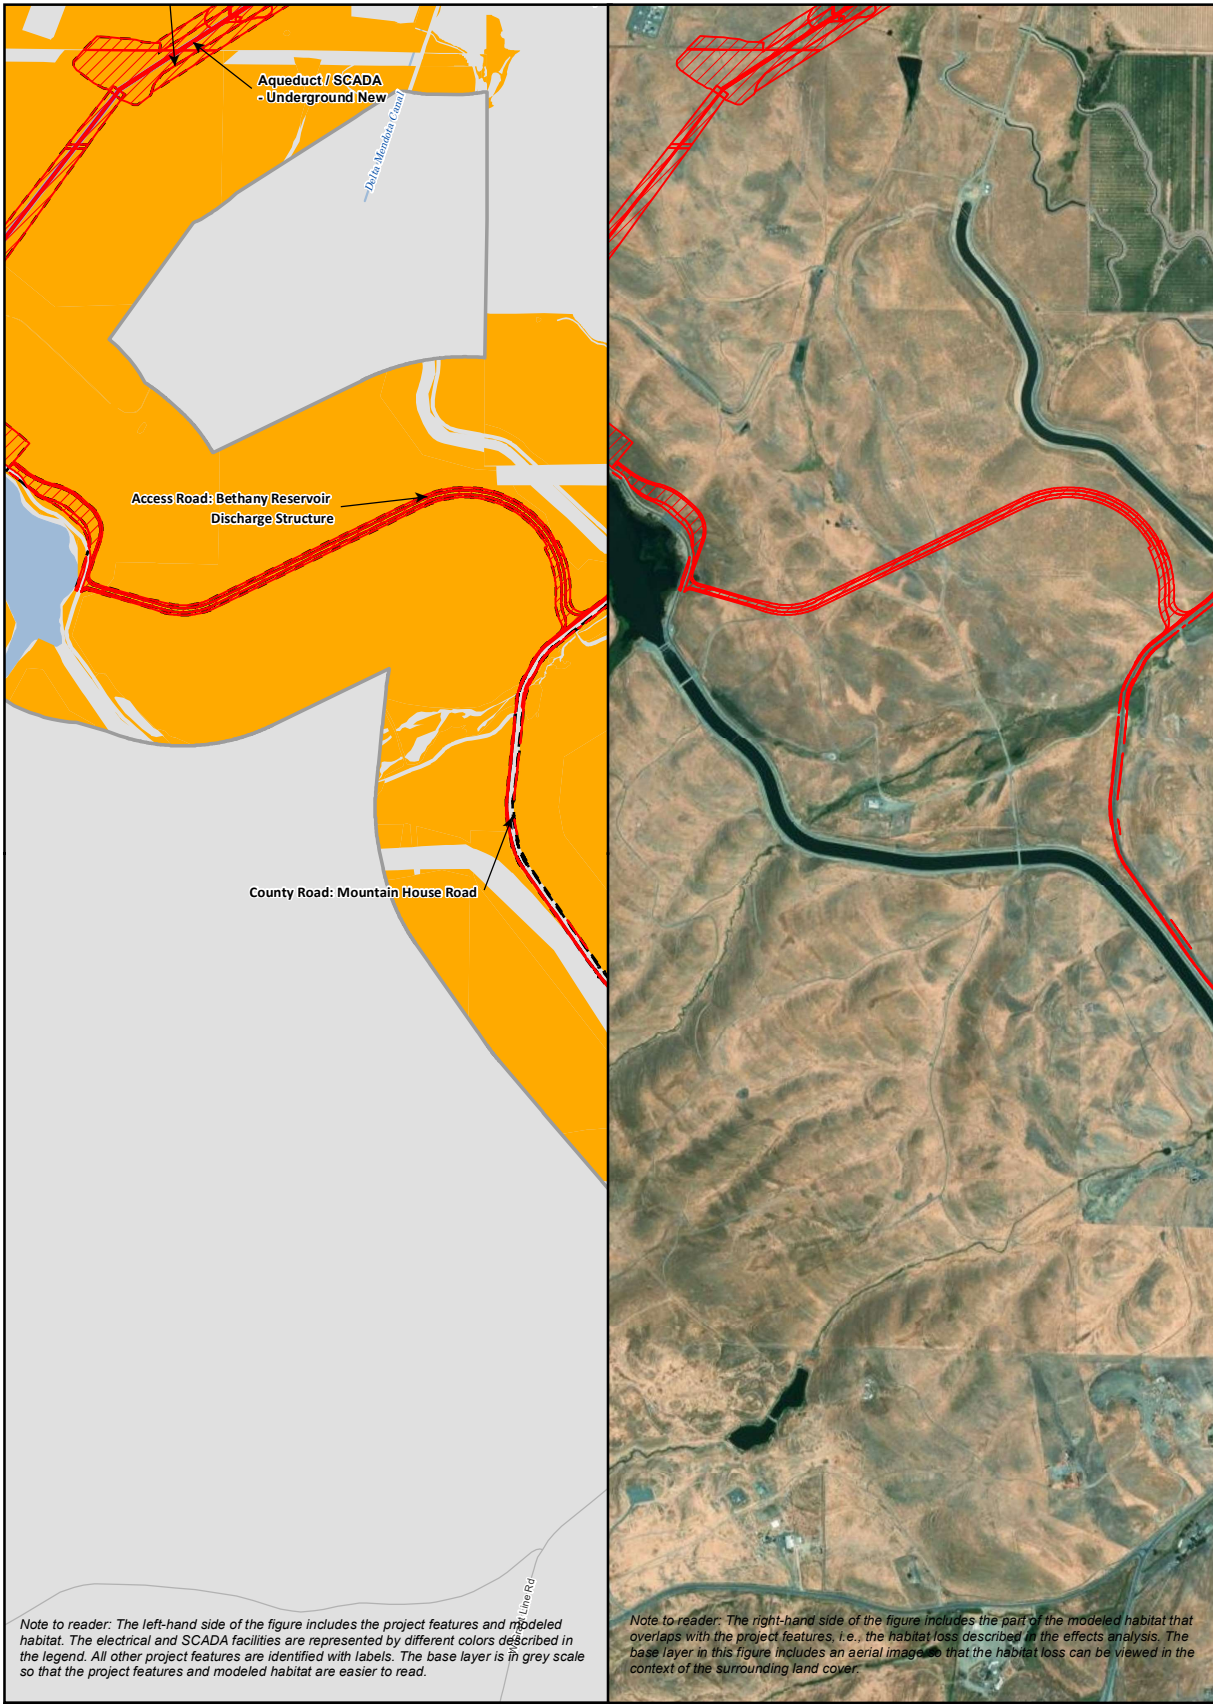 Aqueduct / SCADA
- Underground New
Delta Mendota Canal
Access Road: Bethany Reservoir
Discharge Structure
County Road: Mountain House Road
Line Rd
Note to reader: The left-hand side of the figure includes the project features and modeled
habitat. The electrical and SCADA facilities are represented by different colors described in
the legend. All other project features are identified with labels. The base layer is in grey scale
so that the project features and modeled habitat are easier to read.
Note to reader: The right-hand side of the figure includes the part of the modeled habitat that
overlaps with the project features, i.e., the habitat loss described in the effects analysis. The
base layer in this figure includes an aerial image so that the habitat loss can be viewed in the
context of the surrounding land cover.